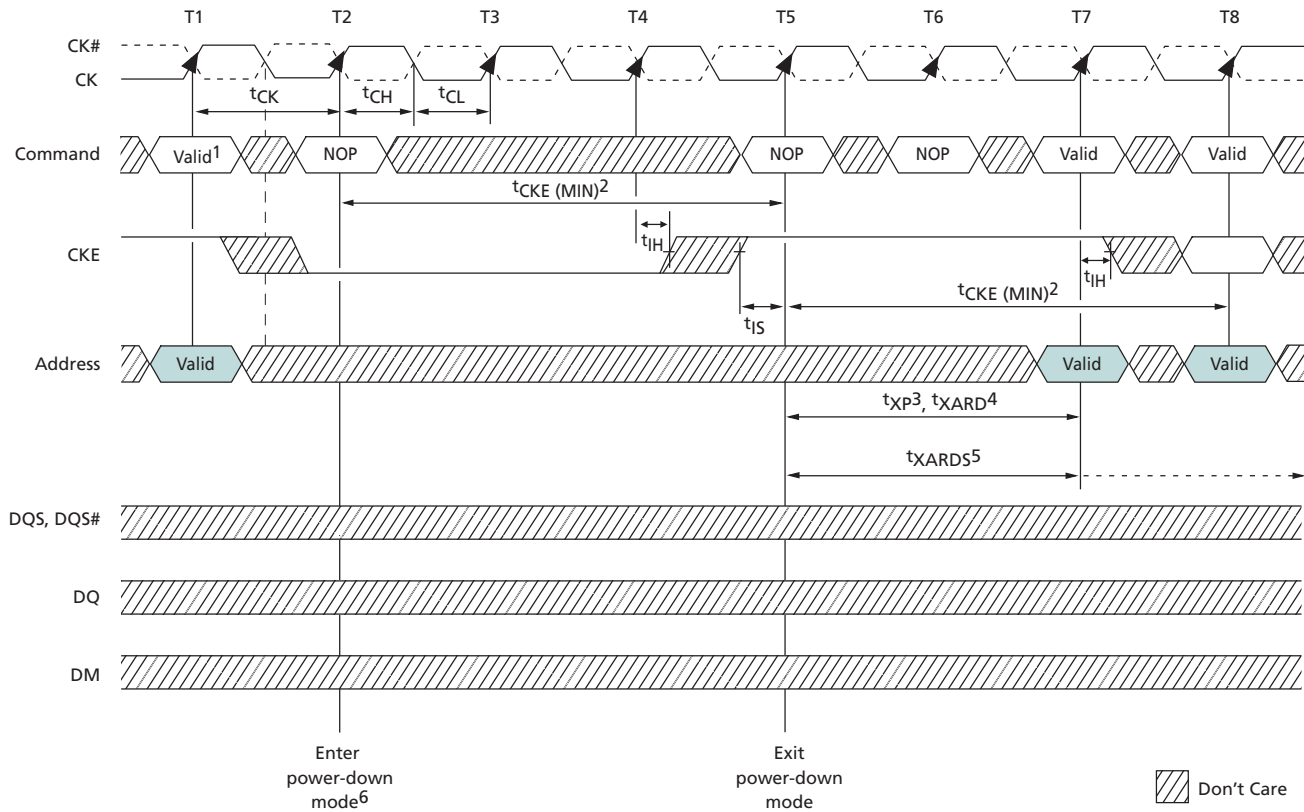 T1 T2 T3 T4 T5 T6 T7 T8
CK#
CK
tCK tCH tCL
Command Valid1 NOP NOP NOP Valid Valid
tCKE (MIN)2
CKE
tIH tIH
tCKE (MIN)2
tIS
Address Valid Valid Valid
tXP3, tXARD4
tXARDS5
DQS, DQS#
DQ
DM
Enter
power-down
mode6
Exit
power-down
mode
Don't Care